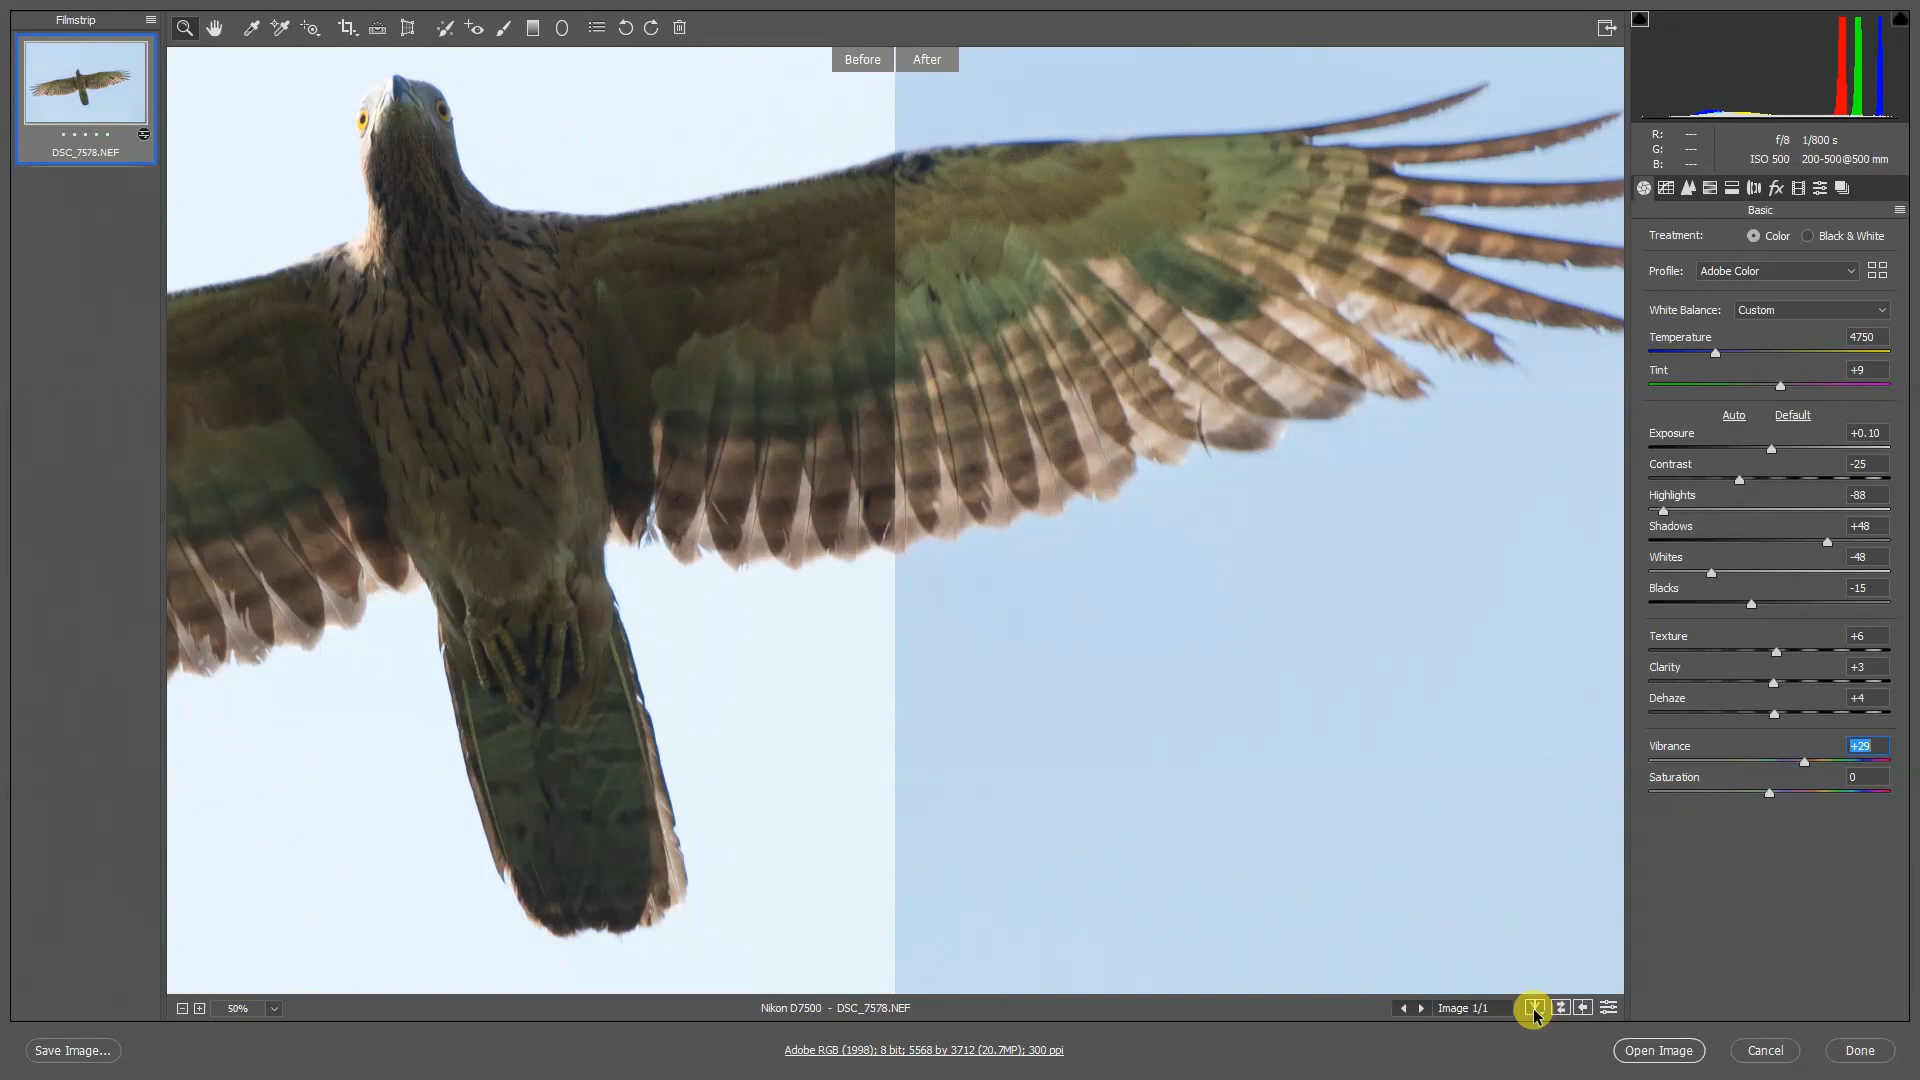 Filmstrip
DSC_7578.NEF
Before
After
R: ---
G: ---
B: ---
f/8 1/800 s
ISO 500 200-500@500 mm
fx
Basic
Treatment: Color Black & White
Profile: Adobe Color
White Balance: Custom
Temperature 4750
Tint +9
Auto Default
Exposure +0.10
Contrast -25
Highlights -88
Shadows +48
Whites -48
Blacks -15
Texture +6
Clarity +3
Dehaze +4
Vibrance +29
Saturation 0
50%
Nikon D7500 - DSC_7578.NEF
Image 1/1
Y
Save Image...
Adobe RGB (1998); 8 bit; 5568 by 3712 (20.7MP); 300 ppi
Open Image
Cancel
Done